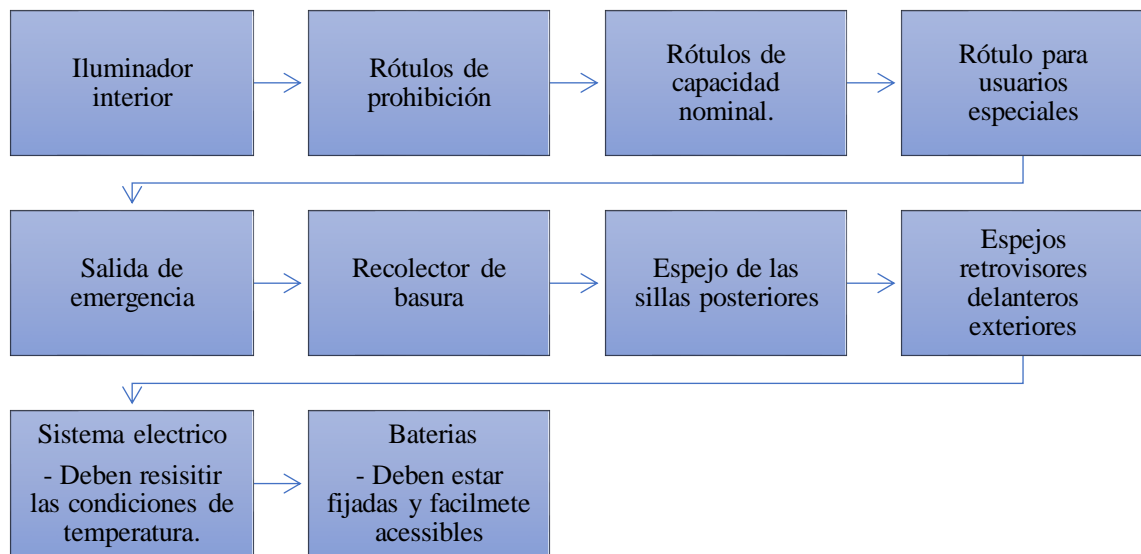 Iluminador
interior
Rótulos de
prohibición
Rótulos de
capacidad
nominal.
Rótulo para
usuarios
especiales
Salida de
emergencia
Recolector de
basura
Espejo de las
sillas posteriores
Espejos
retrovisores
delanteros
exteriores
Sistema electrico
- Deben resisitir
las condiciones de
temperatura.
Baterias
- Deben estar
fijadas y facilmete
acessibles